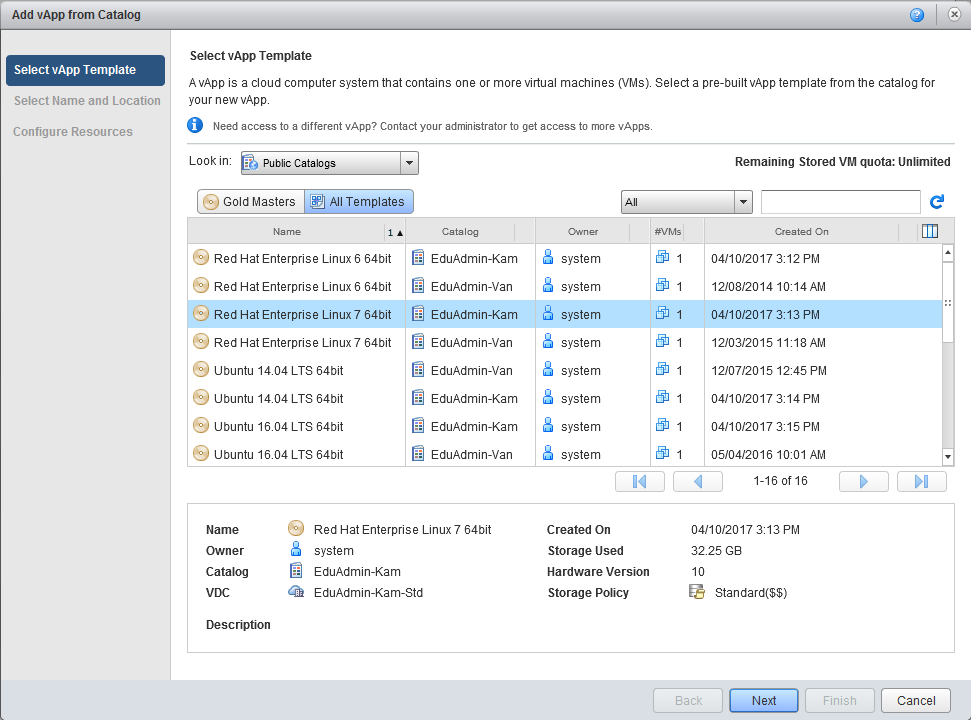 Add vApp from Catalog
Select vApp Template
Select Name and Location
Configure Resources
Select vApp Template
A vApp is a cloud computer system that contains one or more virtual machines (VMs). Select a pre-built vApp template from the catalog for
your new vApp.
Need access to a different vApp? Contact your administrator to get access to more vApps.
Look in: Public Catalogs Remaining Stored VM quota: Unlimited
Gold Masters All Templates All
Name 1 ▲ Catalog Owner #VMs Created On
Red Hat Enterprise Linux 6 64bit EduAdmin-Kam system 1 04/10/2017 3:12 PM
Red Hat Enterprise Linux 6 64bit EduAdmin-Van system 1 12/08/2014 10:14 AM
Red Hat Enterprise Linux 7 64bit EduAdmin-Kam system 1 04/10/2017 3:13 PM
Red Hat Enterprise Linux 7 64bit EduAdmin-Van system 1 12/03/2015 11:18 AM
Ubuntu 14.04 LTS 64bit EduAdmin-Van system 1 12/07/2015 12:45 PM
Ubuntu 14.04 LTS 64bit EduAdmin-Kam system 1 04/10/2017 3:14 PM
Ubuntu 16.04 LTS 64bit EduAdmin-Kam system 1 04/10/2017 3:15 PM
Ubuntu 16.04 LTS 64bit EduAdmin-Van system 1 05/04/2016 10:01 AM
1-16 of 16
Name Red Hat Enterprise Linux 7 64bit Created On 04/10/2017 3:13 PM
Owner system Storage Used 32.25 GB
Catalog EduAdmin-Kam Hardware Version 10
VDC EduAdmin-Kam-Std Storage Policy Standard($$)
Description
Back Next Finish Cancel